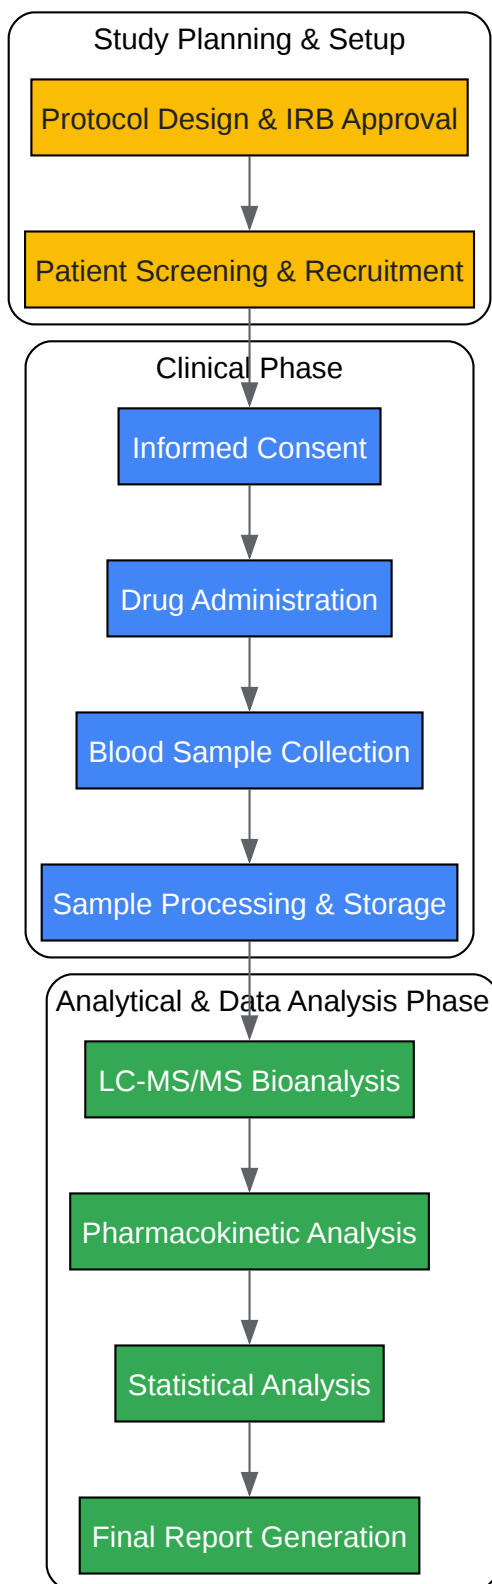 Study Planning & Setup
Protocol Design & IRB Approval
Patient Screening & Recruitment
Clinical Phase
Informed Consent
Drug Administration
Blood Sample Collection
Sample Processing & Storage
Analytical & Data Analysis Phase
LC-MS/MS Bioanalysis
Pharmacokinetic Analysis
Statistical Analysis
Final Report Generation